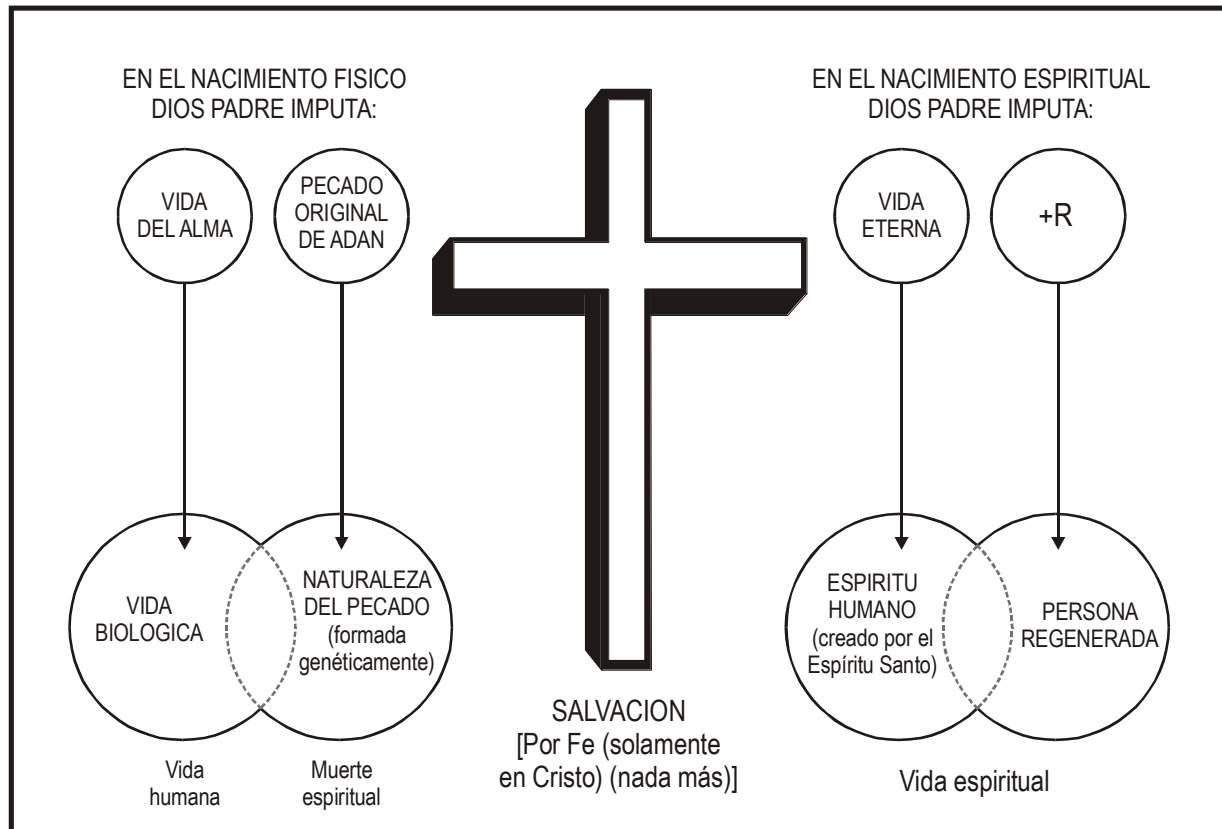 EN EL NACIMIENTO FISICO
DIOS PADRE IMPUTA:
VIDA
DEL ALMA
PECADO
ORIGINAL
DE ADAN
VIDA
BIOLOGICA
NATURALEZA
DEL PECADO
(formada
genéticamente)
Vida
humana
Muerte
espiritual
SALVACION
[Por Fe (solamente
en Cristo) (nada más)]
EN EL NACIMIENTO ESPIRITUAL
DIOS PADRE IMPUTA:
VIDA
ETERNA
+R
ESPIRITU
HUMANO
(creado por el
Espíritu Santo)
PERSONA
REGENERADA
Vida espiritual